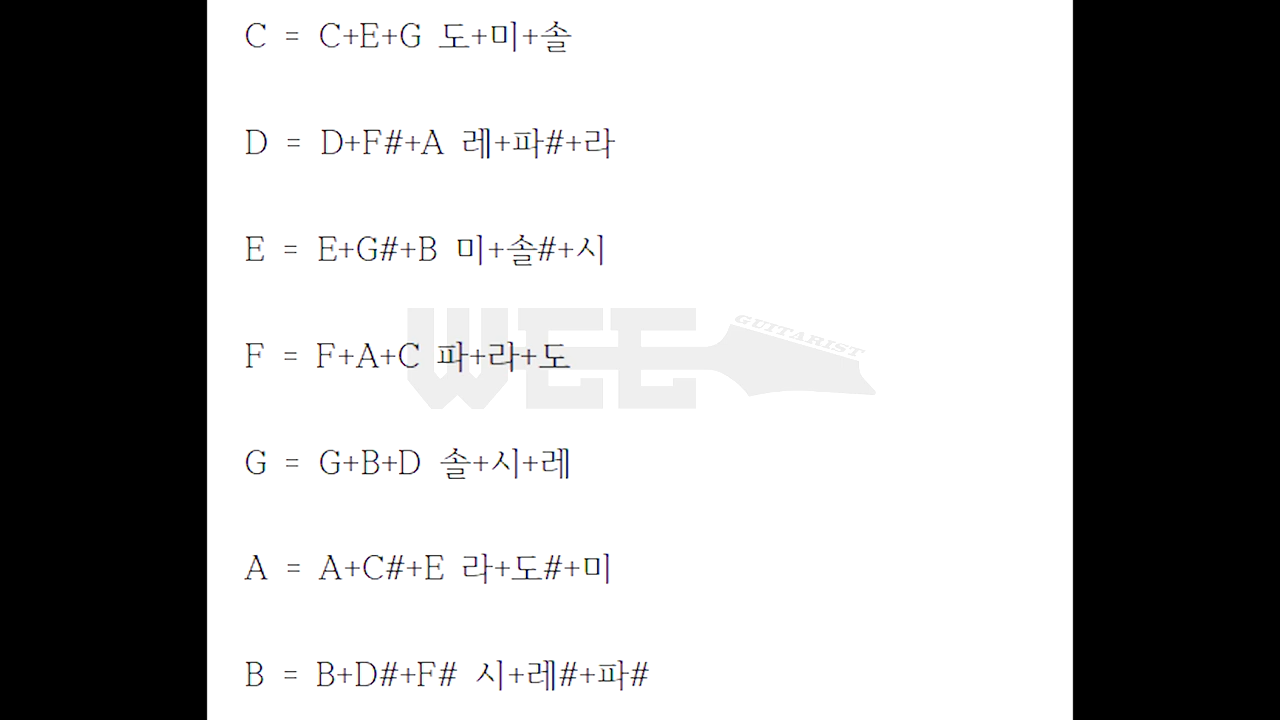 C = C+E+G 도+미+솔
D = D+F#+A 레+파#+라
E = E+G#+B 미+솔#+시
GUITARIST
WEE
F = F+A+C 파+라+도
G = G+B+D 솔+시+레
A = A+C#+E 라+도#+미
B = B+D#+F# 시+레#+파#